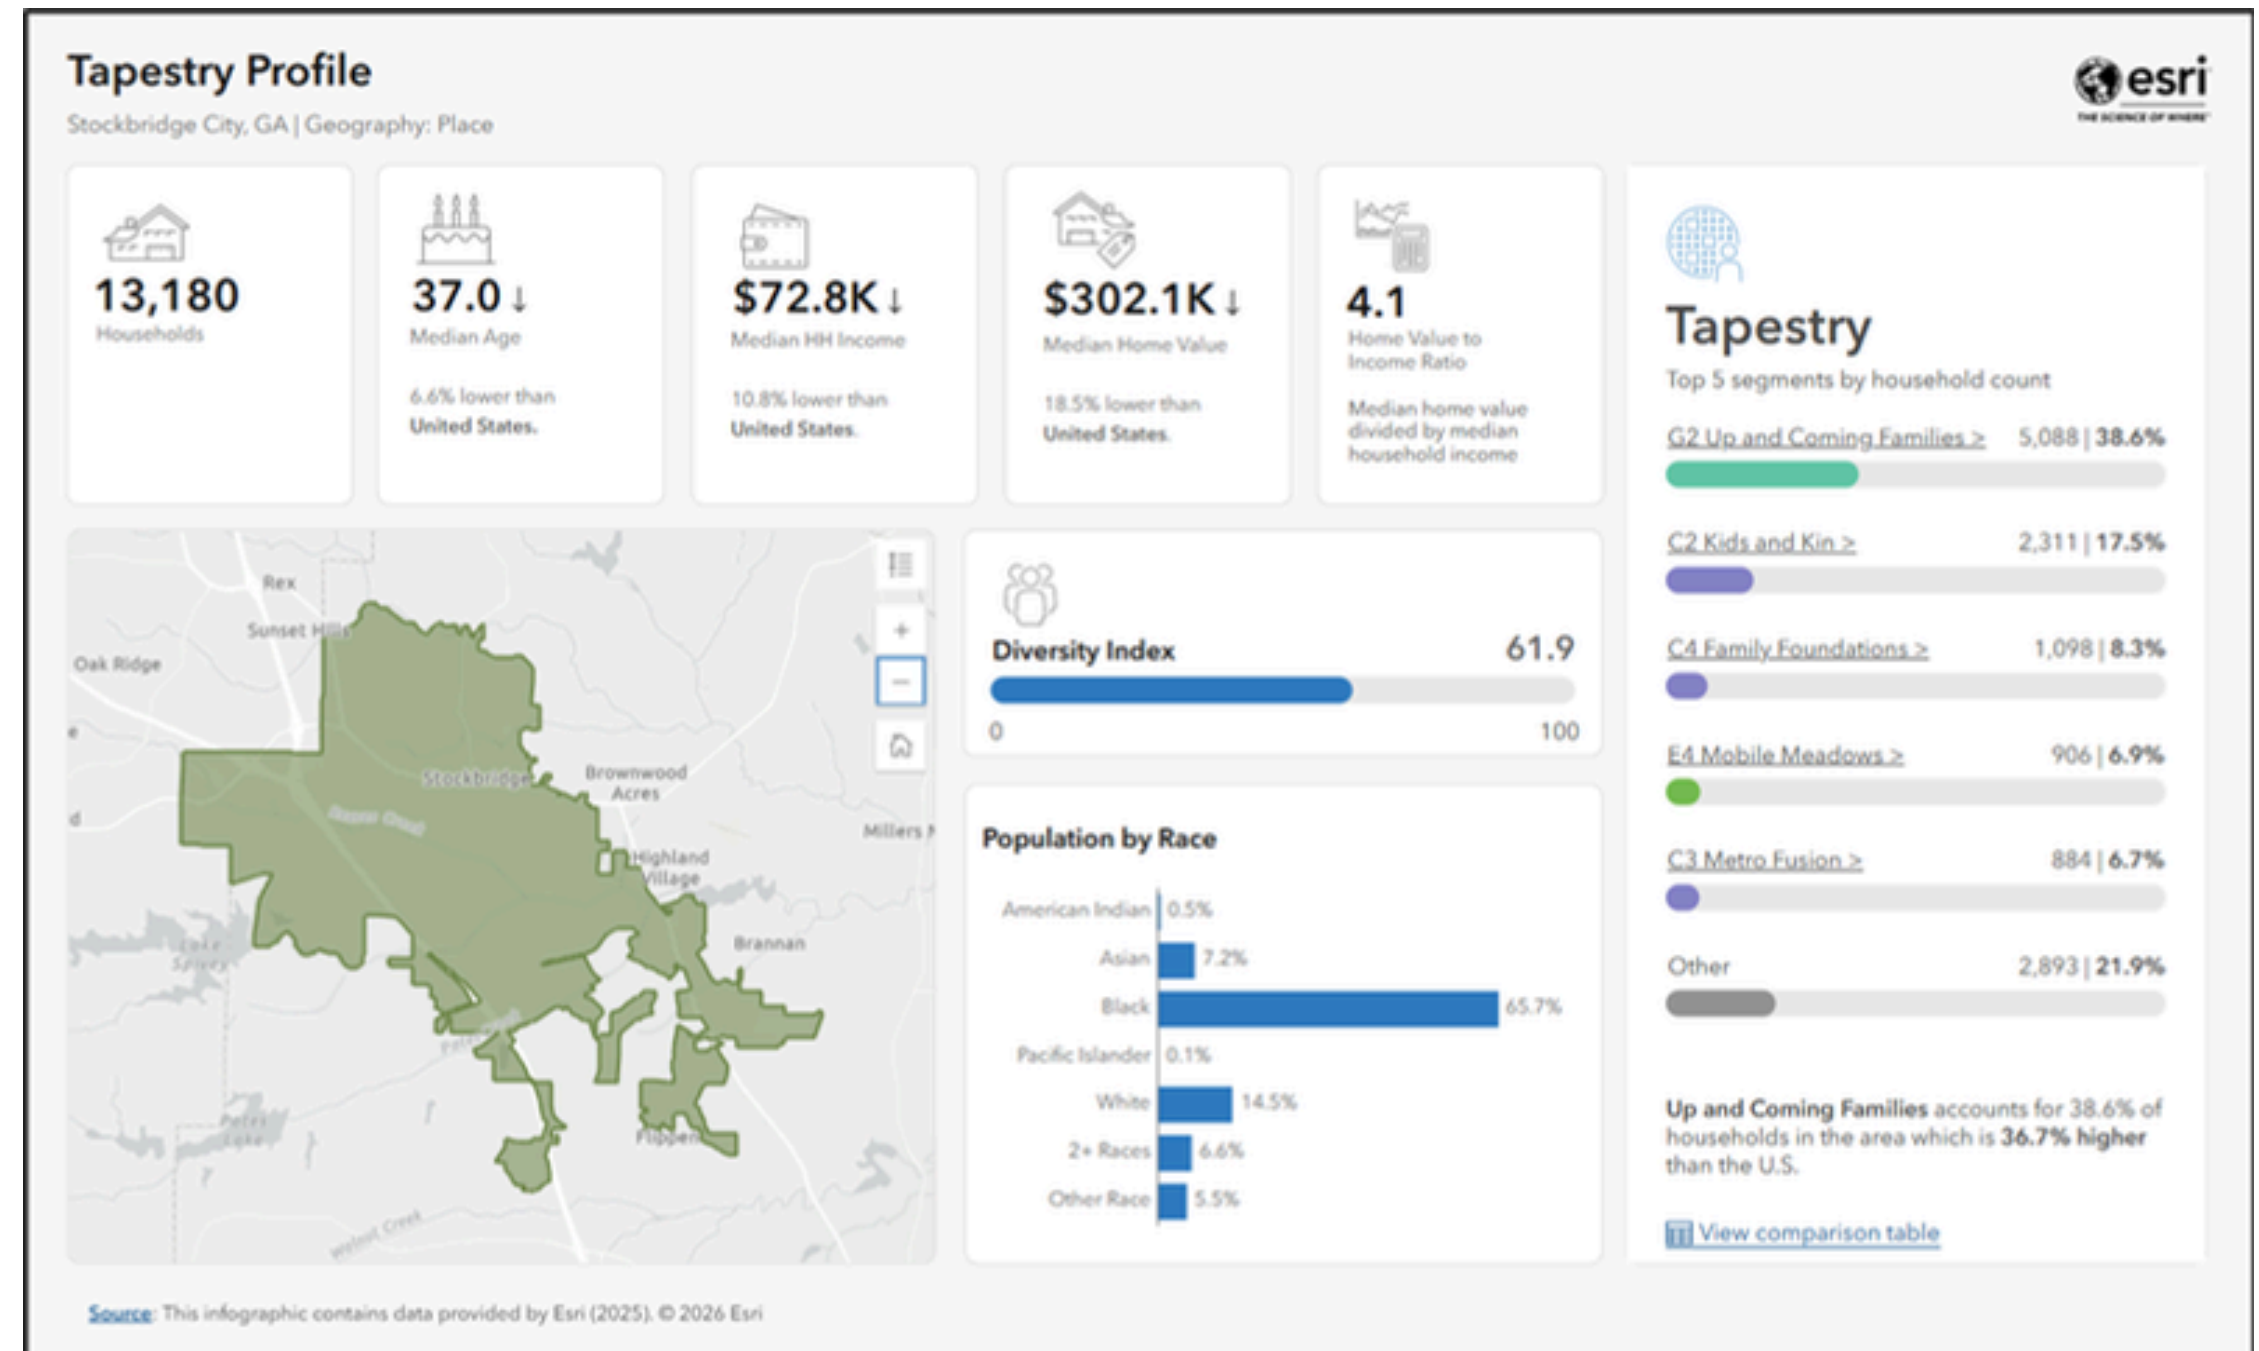 Tapestry Profile
Stockbridge City, GA | Geography: Place
esri
THE SCIENCE OF WHERE
13,180
Households
37.0 ↓
Median Age
6.6% lower than
United States.
$72.8K ↓
Median HH Income
10.8% lower than
United States.
$302.1K ↓
Median Home Value
18.5% lower than
United States.
4.1
Home Value to
Income Ratio
Median home value
divided by median
household income
Rex
Sunset Hills
Oak Ridge
e
Stockbridge
Brownwood
Acres
d
Millers
Highland
Village
Lake
Spivey
Brannan
Flippen
Walnut Creek
+
−
Diversity Index 61.9
0 100
Population by Race
American Indian 0.5%
Asian 7.2%
Black 65.7%
Pacific Islander 0.1%
White 14.5%
2+ Races 6.6%
Other Race 5.5%
Tapestry
Top 5 segments by household count
G2 Up and Coming Families > 5,088 | 38.6%
C2 Kids and Kin > 2,311 | 17.5%
C4 Family Foundations > 1,098 | 8.3%
E4 Mobile Meadows > 906 | 6.9%
C3 Metro Fusion > 884 | 6.7%
Other 2,893 | 21.9%
Up and Coming Families accounts for 38.6% of
households in the area which is 36.7% higher
than the U.S.
View comparison table
Source: This infographic contains data provided by Esri (2025). © 2026 Esri